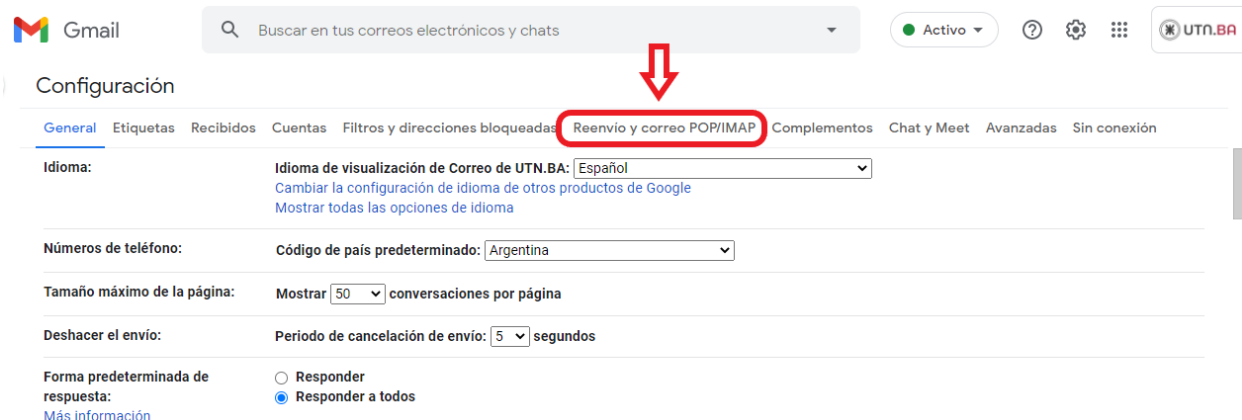 Gmail
Buscar en tus correos electrónicos y chats
Activo
UTN.BA
Configuración
General Etiquetas Recibidos Cuentas Filtros y direcciones bloqueadas Reenvío y correo POP/IMAP Complementos Chat y Meet Avanzadas Sin conexión
Idioma: Idioma de visualización de Correo de UTN.BA: Español
Cambiar la configuración de idioma de otros productos de Google
Mostrar todas las opciones de idioma
Números de teléfono: Código de país predeterminado: Argentina
Tamaño máximo de la página: Mostrar 50 conversaciones por página
Deshacer el envío: Periodo de cancelación de envío: 5 segundos
Forma predeterminada de Responder
respuesta: Responder a todos
Más información